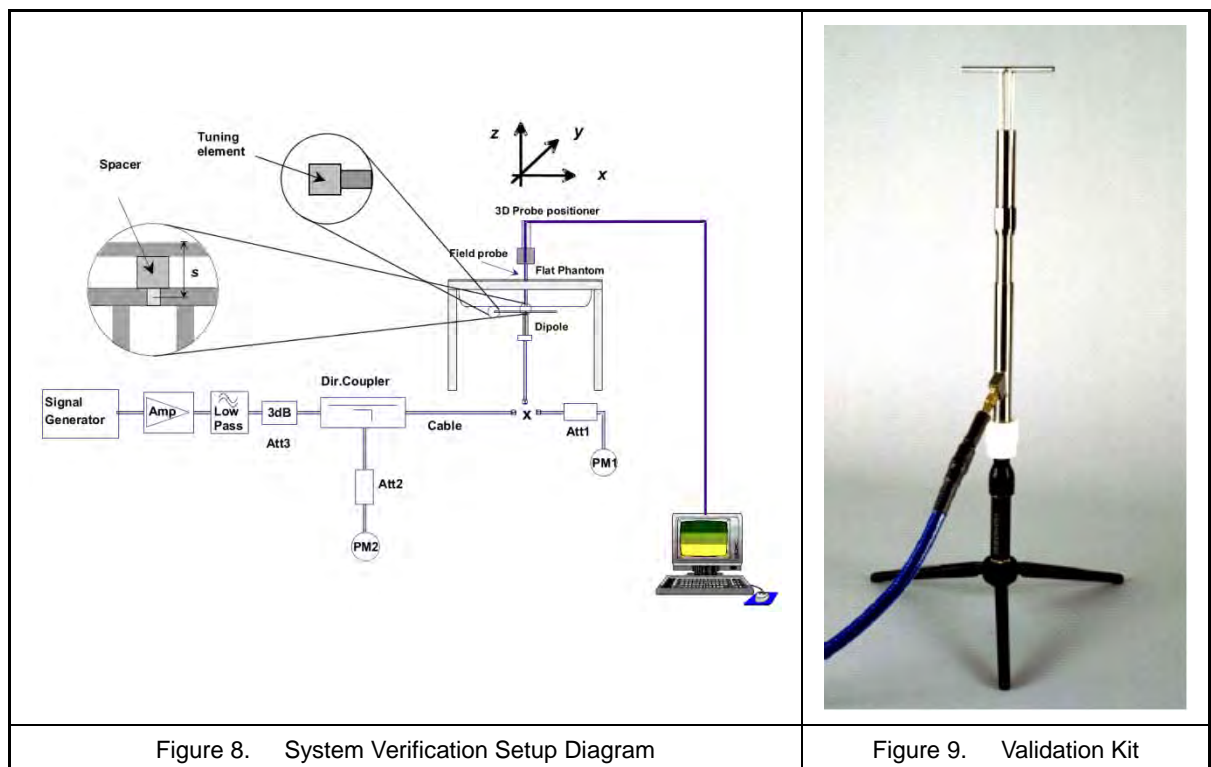 z
y
x
Tuning
element
Spacer
s
3D Probe positioner
Field probe
Flat Phantom
Dipole
Signal
Generator
Amp
Low
Pass
3dB
Att3
Dir.Coupler
Cable
x
Att1
PM1
Att2
PM2
Figure 8. System Verification Setup Diagram
Figure 9. Validation Kit